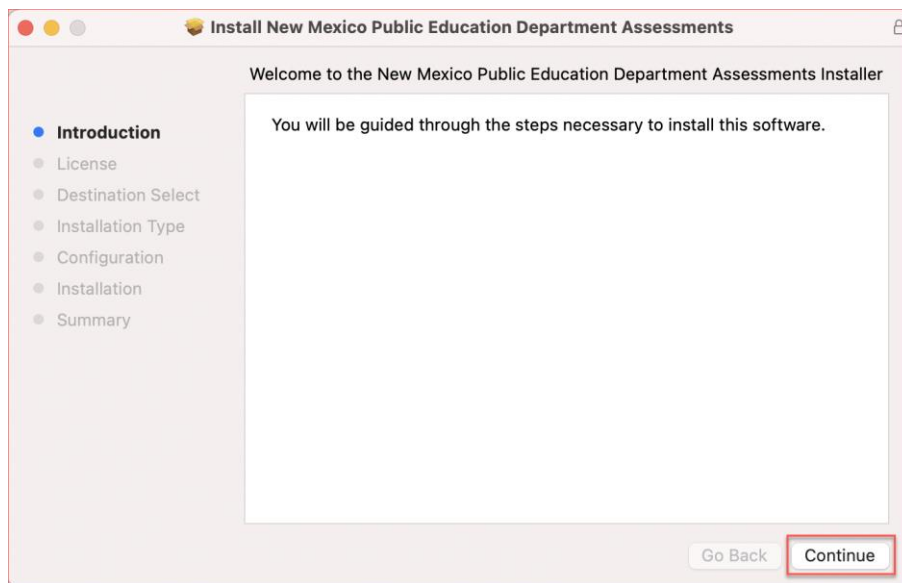 Install New Mexico Public Education Department Assessments
Welcome to the New Mexico Public Education Department Assessments Installer
Introduction
License
Destination Select
Installation Type
Configuration
Installation
Summary
You will be guided through the steps necessary to install this software.
Go Back
Continue